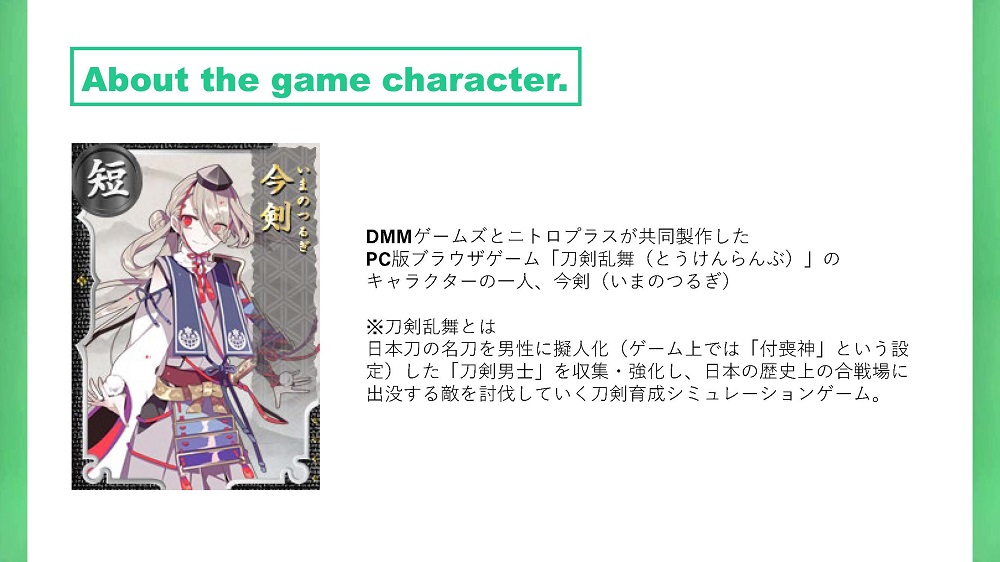 About the game character.
短
今剣
いまのつるぎ
DMMゲームズとニトロプラスが共同製作した
PC版ブラウザゲーム「刀剣乱舞（とうけんらんぶ）」の
キャラクターの一人、今剣（いまのつるぎ）
※刀剣乱舞とは
日本刀の名刀を男性に擬人化（ゲーム上では「付喪神」という設
定）した「刀剣男士」を収集・強化し、日本の歴史上の合戦場に
出没する敵を討伐していく刀剣育成シミュレーションゲーム。